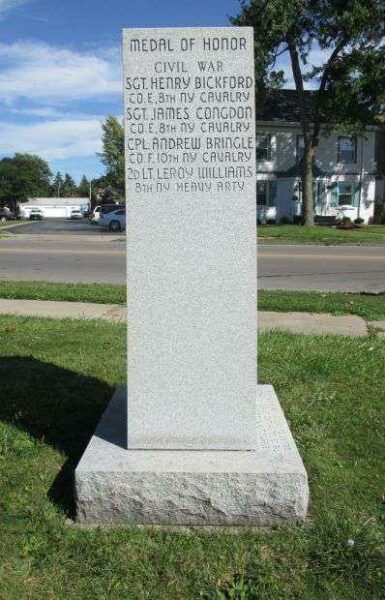 MEDAL OF HONOR
CIVIL WAR
SGT. HENRY BICKFORD
CO. E, 8TH NY CAVALRY
SGT. JAMES CONGDON
CO. E, 8TH NY CAVALRY
CPL. ANDREW BRINGLE
CO. F, 10TH NY CAVALRY
2D LT LEROY WILLIAMS
8TH NY HEAVY ARTY